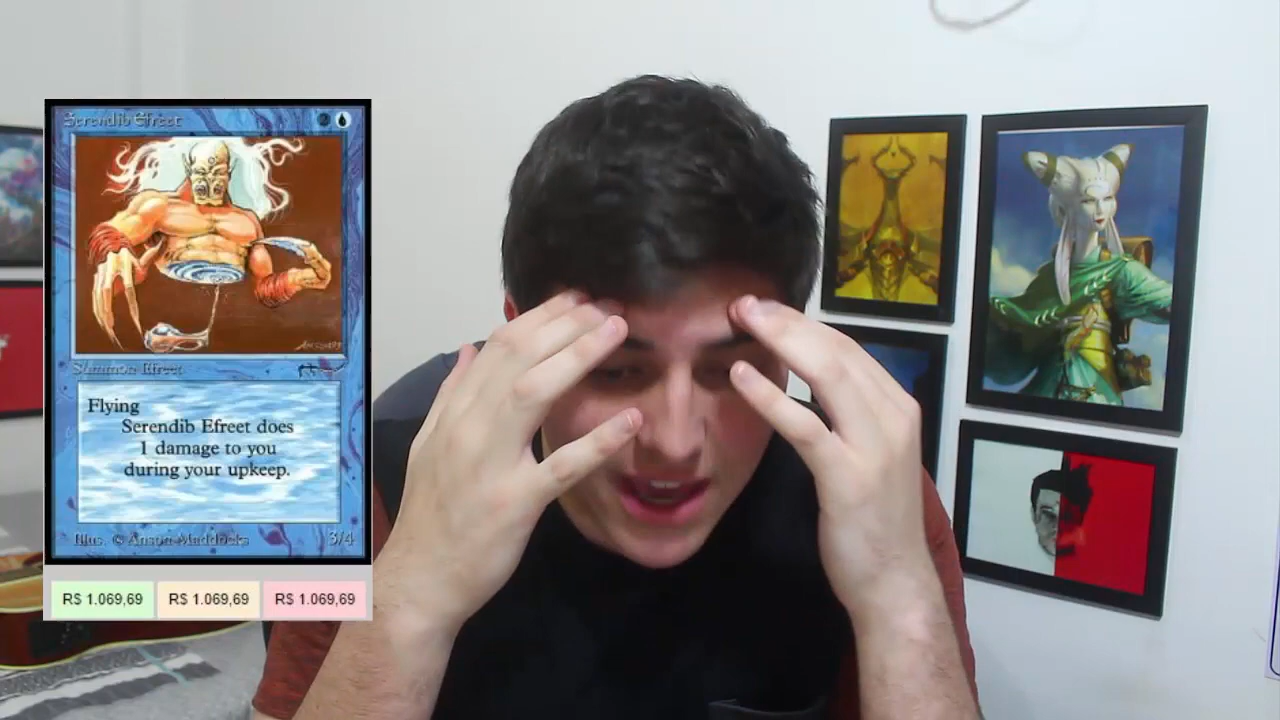 Serendib Efreet
Summon Efreet
Flying
Serendib Efreet does
1 damage to you
during your upkeep.
Illus. © Anson Maddocks
3/4
R$ 1.069,69
R$ 1.069,69
R$ 1.069,69